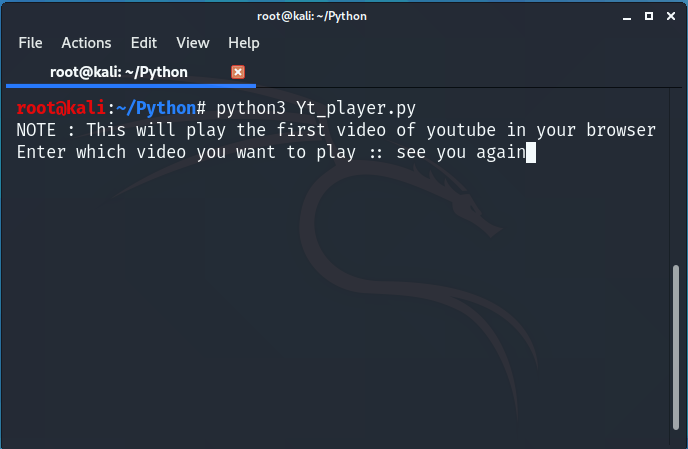 root@kali: ~/Python
File Actions Edit View Help
root@kali: ~/Python
root@kali:~/Python# python3 Yt_player.py
NOTE : This will play the first video of youtube in your browser
Enter which video you want to play :: see you again